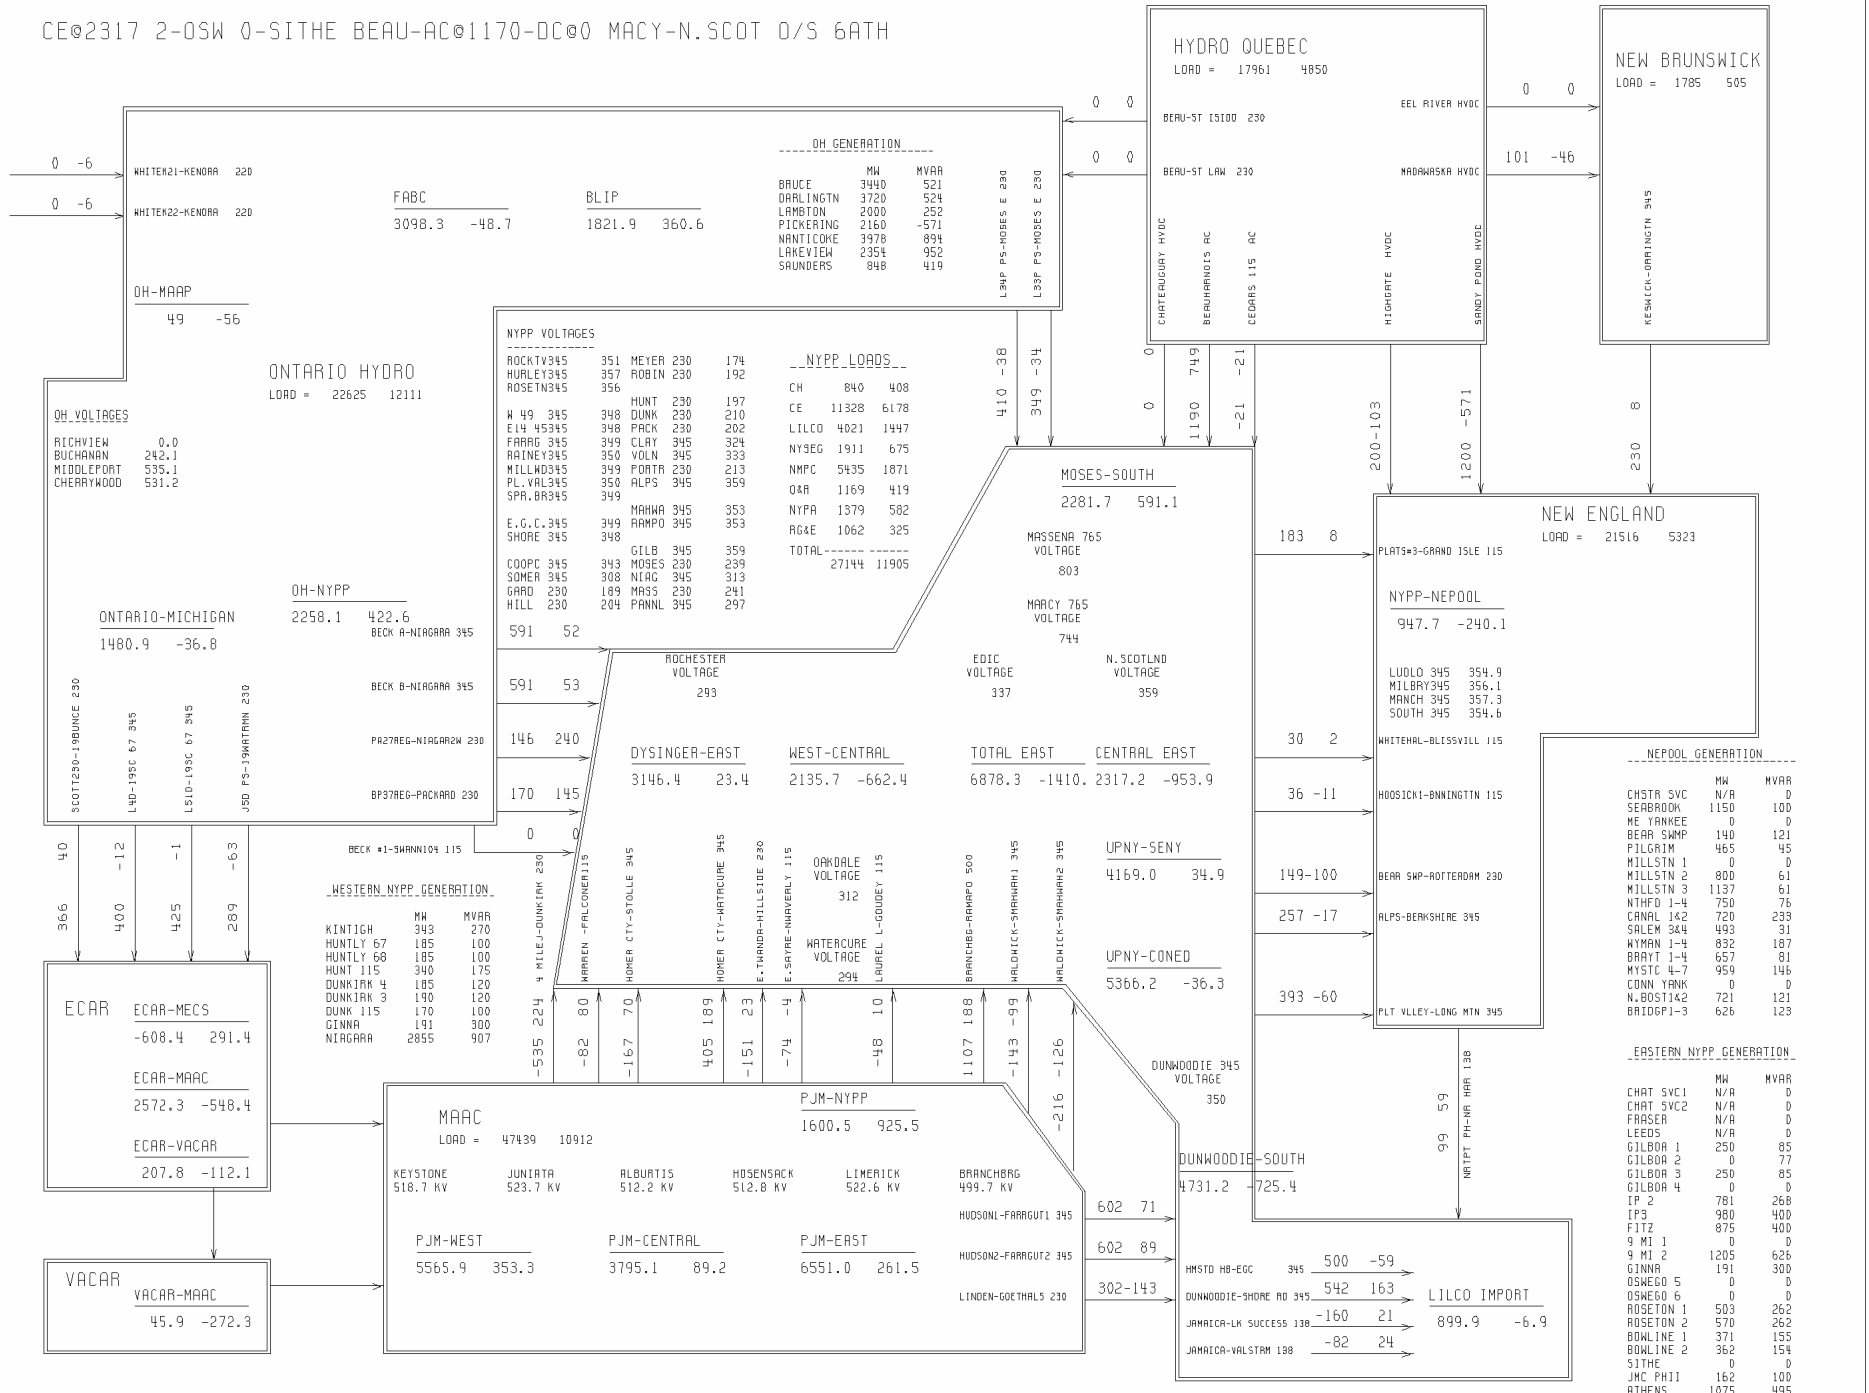 CE@2317 2-OSW 0-SITHE BEAU-AC@1170-DC@0 MACY-N.SCOT O/S 6ATH
HYDRO QUEBEC
LOAD = 17961 4850
EEL RIVER HVDC
BEAU-ST ISIDO 230
BEAU-ST LAW 230
MADAWASKA HVDC
CHATEAUGUAY HVDC
BEAUHARNOIS AC
CEDARS 115 AC
HIGHGATE HVDC
SANDY POND HVDC
0 0
0 0
0 0
101 -46
NEW BRUNSWICK
LOAD = 1785 505
KESWICK-ORRINGTN 345
0 -6
WHITEK21-KENORA 220
0 -6
WHITEK22-KENORA 220
FABC
3098.3 -48.7
BLIP
1821.9 360.6
OH GENERATION
MW MVAR
BRUCE 3440 521
DARLINGTN 3720 524
LAMBTON 2000 252
PICKERING 2160 -571
NANTICOKE 3978 894
LAKEVIEW 2354 952
SAUNDERS 848 419
L34P PS-MOSES E 230
L33P PS-MOSES E 230
OH-MAAP
49 -56
ONTARIO HYDRO
LOAD = 22625 12111
OH VOLTAGES
RICHVIEW 0.0
BUCHANAN 242.1
MIDDLEPORT 535.1
CHERRYWOOD 531.2
NYPP VOLTAGES
ROCKTV345 351 MEYER 230 174
HURLEY345 357 ROBIN 230 192
ROSETN345 356
HUNT 230 197
W 49 345 348 DUNK 230 210
E14 45345 348 PACK 230 202
FARRG 345 349 CLAY 345 324
RAINEY345 350 VOLN 345 333
MILLWD345 349 PORTR 230 213
PL.VAL345 350 ALPS 345 359
SPR.BR345 349
MAHWA 345 353
E.G.C.345 349 RAMPO 345 353
SHORE 345 348
GILB 345 359
COOPC 345 343 MOSES 230 239
SOMER 345 308 NIAG 345 313
GARD 230 189 MASS 230 241
HILL 230 204 PANNL 345 297
NYPP LOADS
CH 840 408
CE 11328 6178
LILCO 4021 1447
NYSEG 1911 675
NMPC 5435 1871
O&R 1169 419
NYPA 1379 582
RG&E 1062 325
TOTAL
27144 11905
410 -38
349 -34
0 0
1190 749
-21 -21
200-103
1200 -571
230 8
MOSES-SOUTH
2281.7 591.1
MASSENA 765
VOLTAGE
803
MARCY 765
VOLTAGE
744
NEW ENGLAND
LOAD = 21516 5323
183 8
PLATS#3-GRAND ISLE 115
NYPP-NEPOOL
947.7 -240.1
LUDLO 345 354.9
MILBRY345 356.1
MANCH 345 357.3
SOUTH 345 354.6
30 2
WHITEHAL-BLISSVILL 115
36 -11
HOOSICK1-BNNINGTTN 115
149-100
BEAR SWP-ROTTERDAM 230
257 -17
ALPS-BERKSHIRE 345
393 -60
PLT VLLEY-LONG MTN 345
OH-NYPP
2258.1 422.6
ONTARIO-MICHIGAN
1480.9 -36.8
BECK A-NIAGARA 345
591 52
BECK B-NIAGARA 345
591 53
PA27REG-NIAGAR2W 230
146 240
BP37REG-PACKARD 230
170 145
0 0
BECK #1-SWANN104 115
SCOTT230-19BUNCE 230
L4D-19SC 67 345
L51D-19SC 67 345
J5D PS-19WATRMN 230
366 40
400 -12
425 -1
289 -63
ROCHESTER
VOLTAGE
293
EDIC
VOLTAGE
337
N.SCOTLND
VOLTAGE
359
DYSINGER-EAST
3146.4 23.4
WEST-CENTRAL
2135.7 -662.4
TOTAL EAST
6878.3 -1410.
CENTRAL EAST
2317.2 -953.9
UPNY-SENY
4169.0 34.9
UPNY-CONED
5366.2 -36.3
OAKDALE
VOLTAGE
312
WATERCURE
VOLTAGE
294
4 MILEJ-DUNKIRK 230
WARREN -FALCONER115
HOMER CTY-STOLLE 345
HOMER CTY-WATRCURE 345
E.TWANDA-HILLSIDE 230
E.SAYRE-NWAVERLY 115
LAUREL L-GOUDEY 115
BRANCHBG-RAMAPO 500
WALDWICK-SMAHWAH1 345
WALDWICK-SMAHWAH2 345
-535 224
-82 80
-167 70
405 189
-151 23
-74 -4
-48 10
1107 188
-143 -99
-216 -126
WESTERN NYPP GENERATION
MW MVAR
KINTIGH 343 270
HUNTLY 67 185 100
HUNTLY 68 185 100
HUNT 115 340 175
DUNKIRK 4 185 120
DUNKIRK 3 190 120
DUNK 115 170 100
GINNA 191 300
NIAGARA 2855 907
NEPOOL GENERATION
MW MVAR
CHSTR SVC N/A 0
SEABROOK 1150 100
ME YANKEE 0 0
BEAR SWMP 140 121
PILGRIM 465 45
MILLSTN 1 0 0
MILLSTN 2 800 61
MILLSTN 3 1137 61
NTHFD 1-4 750 76
CANAL 1&2 720 233
SALEM 3&4 493 31
WYMAN 1-4 832 187
BRAYT 1-4 657 81
MYSTC 4-7 959 146
CONN YANK 0 0
N.BOST1&2 721 121
BRIDGP1-3 626 123
EASTERN NYPP GENERATION
MW MVAR
CHAT SVC1 N/A 0
CHAT SVC2 N/A 0
FRASER N/A 0
LEEDS N/A 0
GILBOA 1 250 85
GILBOA 2 0 77
GILBOA 3 250 85
GILBOA 4 0 0
IP 2 781 268
IP3 980 400
FITZ 875 400
9 MI 1 0 0
9 MI 2 1205 626
GINNA 191 300
OSWEGO 5 0 0
OSWEGO 6 0 0
ROSETON 1 503 262
ROSETON 2 570 262
BOWLINE 1 371 155
BOWLINE 2 362 154
SITHE 0 0
JMC PHII 162 100
ATHENS 1075 495
ECAR
ECAR-MECS
-608.4 291.4
ECAR-MAAC
2572.3 -548.4
ECAR-VACAR
207.8 -112.1
VACAR
VACAR-MAAC
45.9 -272.3
MAAC
LOAD = 47439 10912
PJM-NYPP
1600.5 925.5
KEYSTONE
518.7 KV
JUNIATA
523.7 KV
ALBURTIS
512.2 KV
HOSENSACK
512.8 KV
LIMERICK
522.6 KV
BRANCHBRG
499.7 KV
PJM-WEST
5565.9 353.3
PJM-CENTRAL
3795.1 89.2
PJM-EAST
6551.0 261.5
HUDSON1-FARRGUT1 345
602 71
HUDSON2-FARRGUT2 345
602 89
LINDEN-GOETHALS 230
302-143
DUNWOODIE 345
VOLTAGE
350
DUNWOODIE-SOUTH
4731.2 -725.4
99 59
NRTPT PH-NR HAR 138
HMSTD HB-EGC 345 500 -59
DUNWOODIE-SHORE RD 345 542 163
JAMAICA-LK SUCCESS 138 -160 21
JAMAICA-VALSTRM 138 -82 24
LILCO IMPORT
899.9 -6.9